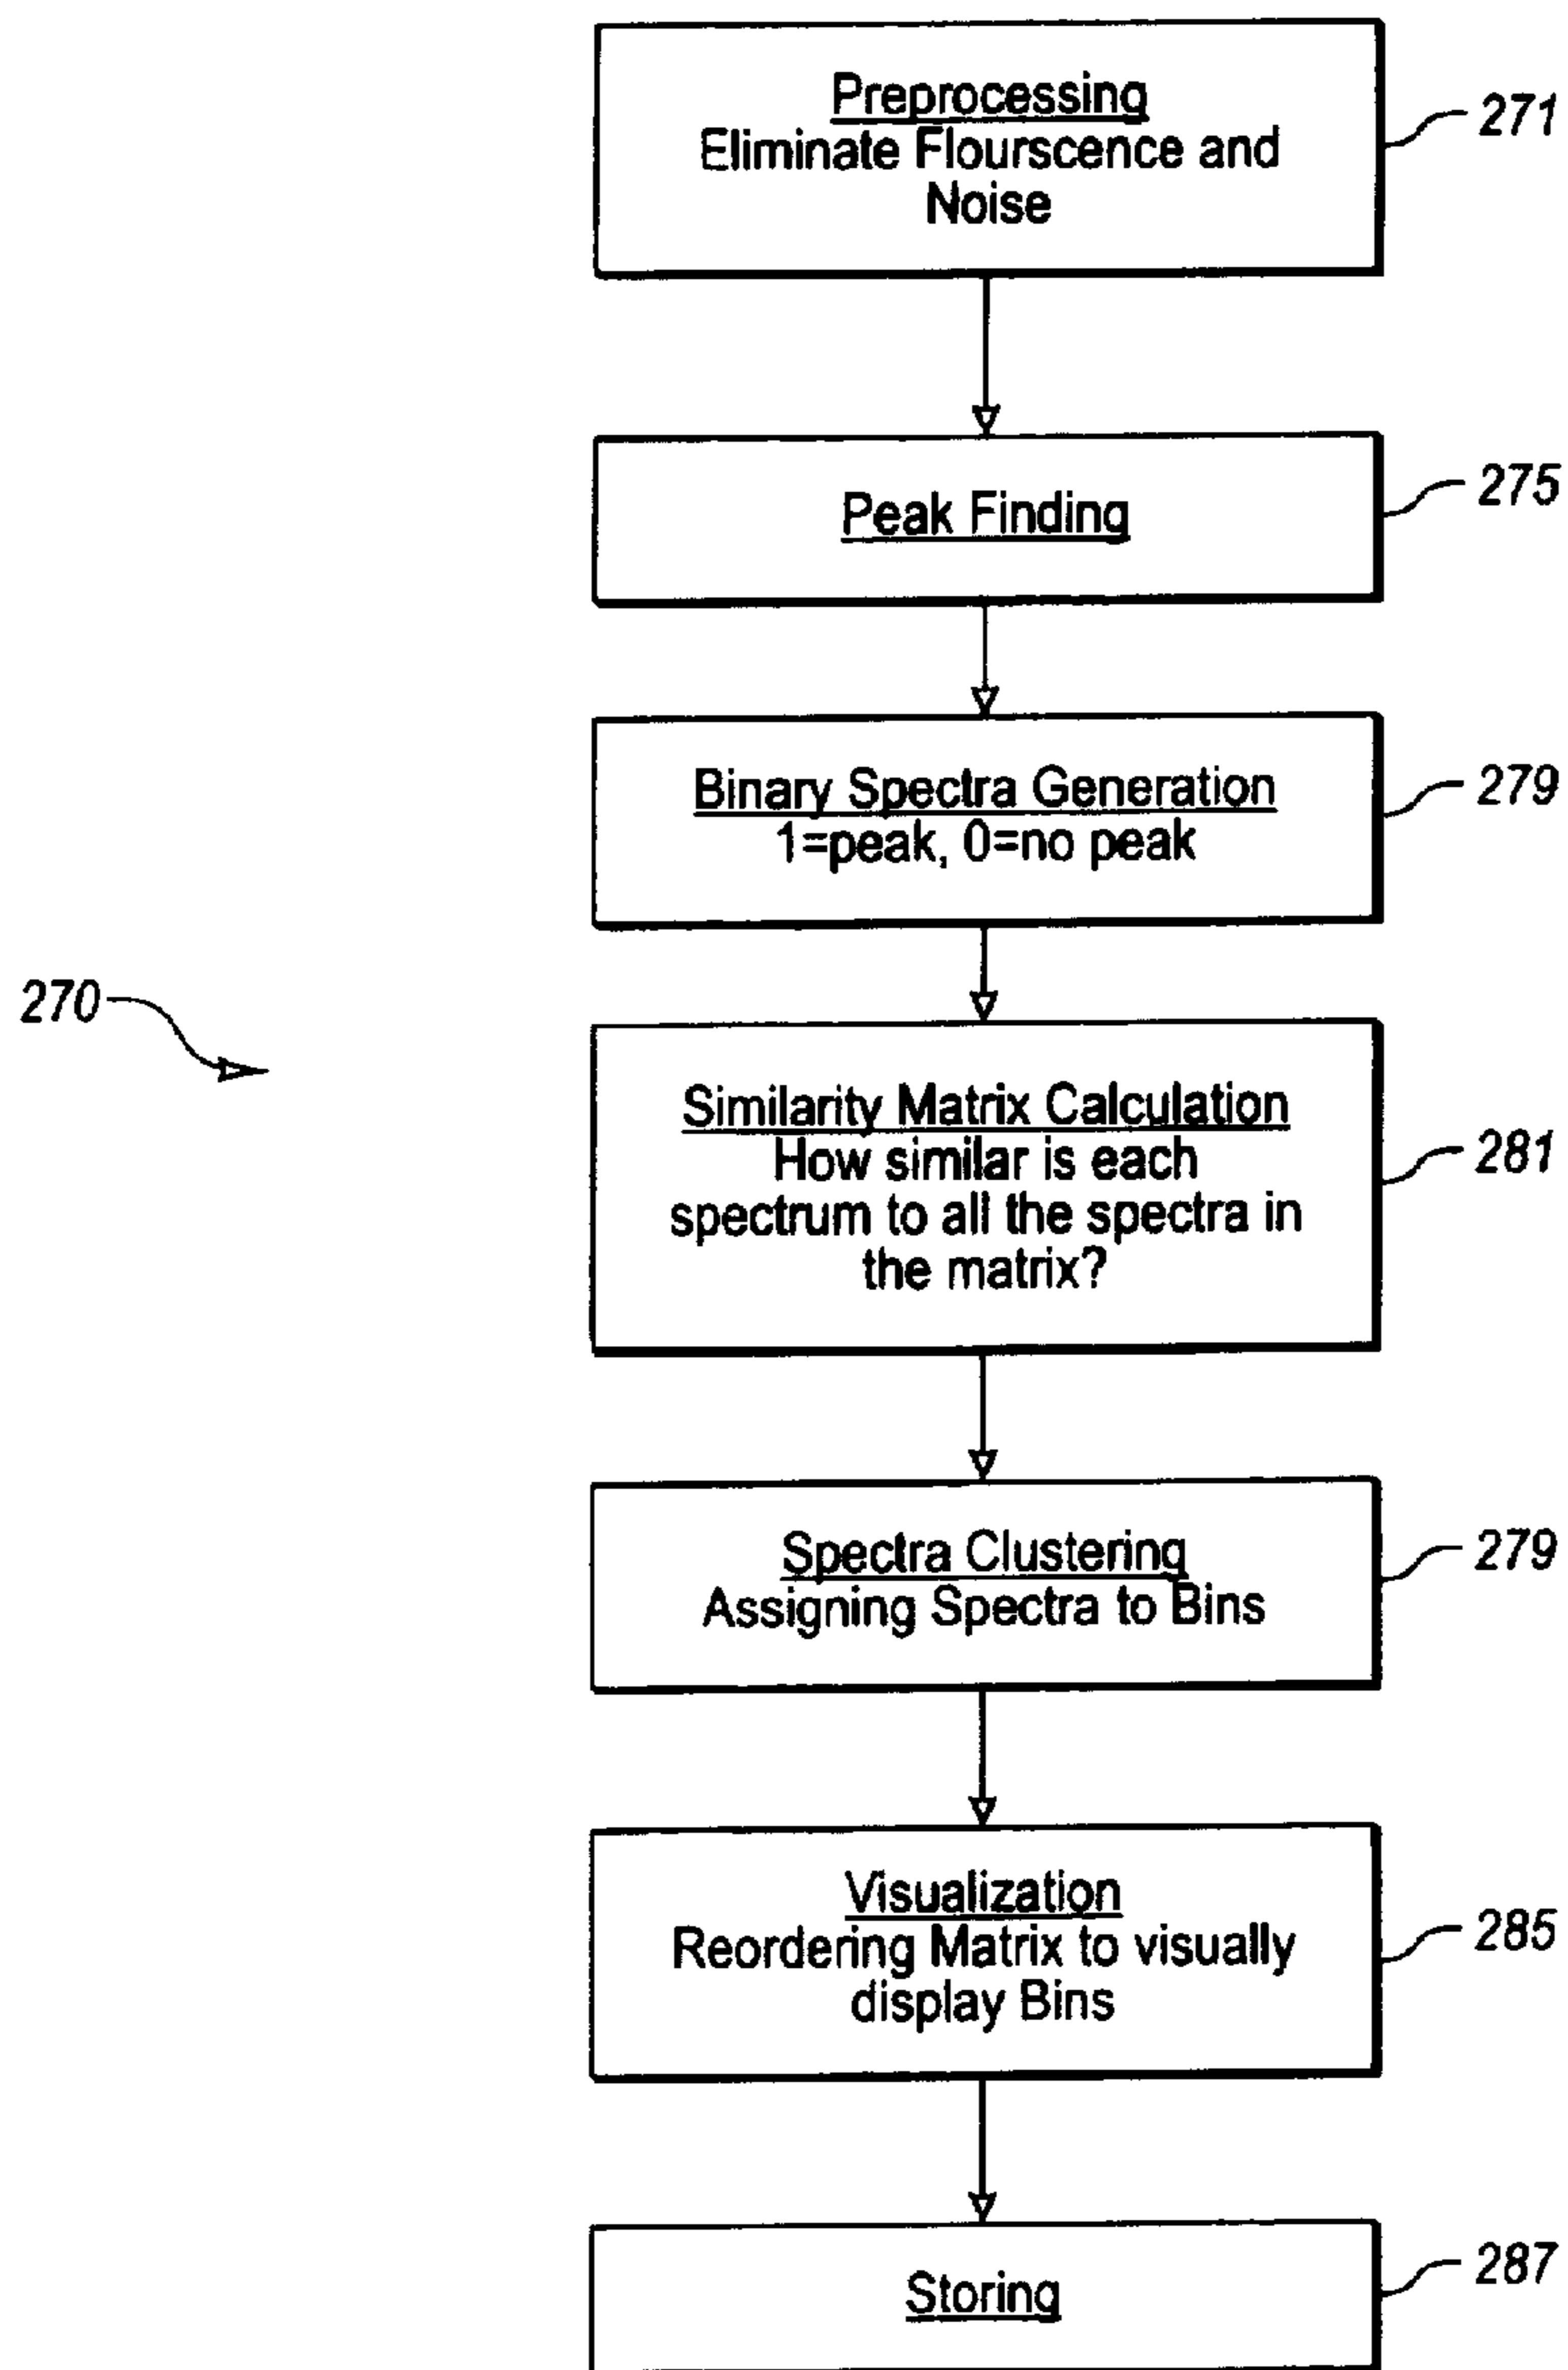 Preprocessing
Eliminate Flourscence and
Noise
271
Peak Finding
275
Binary Spectra Generation
1=peak, 0=no peak
279
270
Similarity Matrix Calculation
How similar is each
spectrum to all the spectra in
the matrix?
281
Spectra Clustering
Assigning Spectra to Bins
279
Visualization
Reordering Matrix to visually
display Bins
285
Storing
287